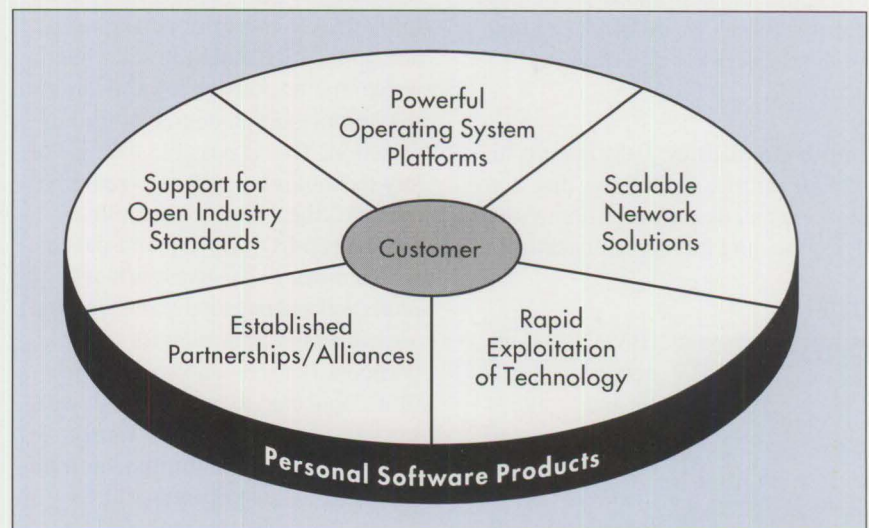 Powerful
Operating System
Platforms
Support for
Open Industry
Standards
Scalable
Network
Solutions
Customer
Established
Partnerships/Alliances
Rapid
Exploitation
of Technology
Personal Software Products